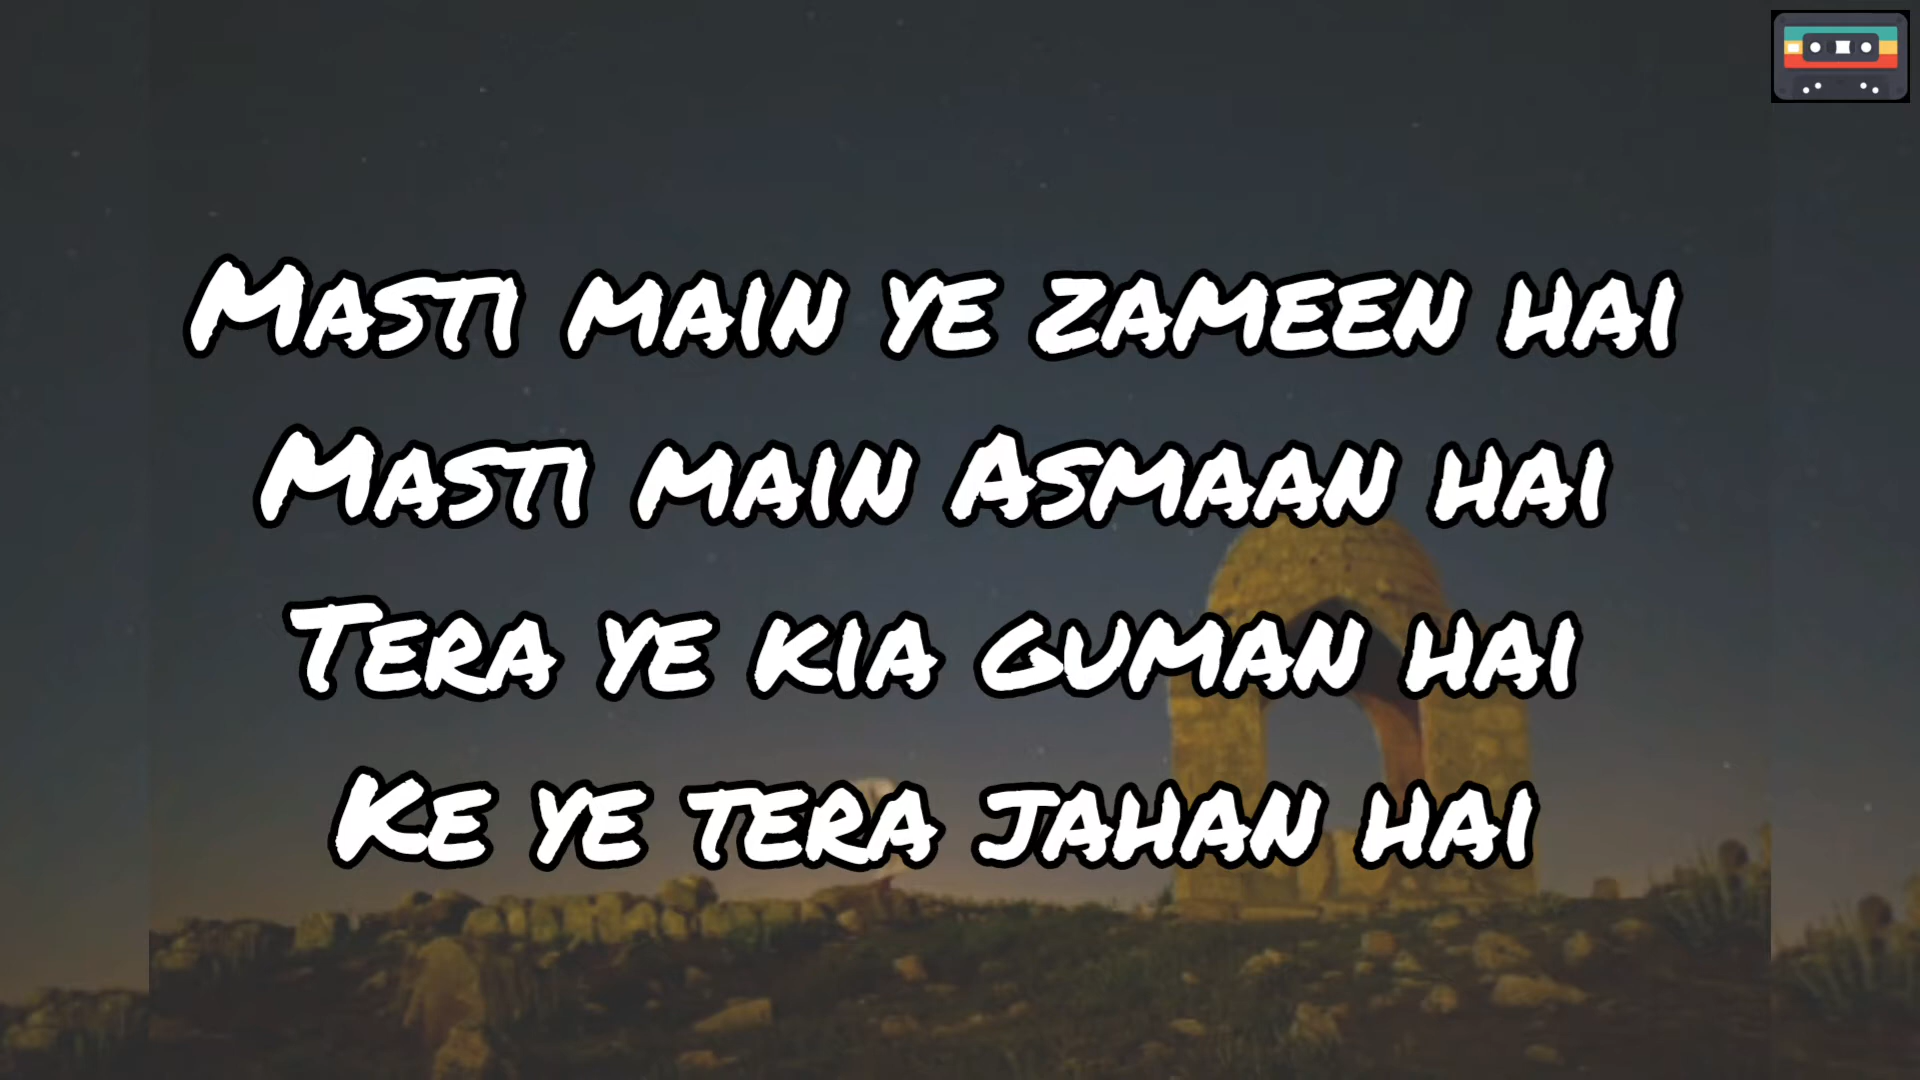 Masti main ye zameen hai
Masti main Asmaan hai
Tera ye kia guman hai
Ke ye tera jahan hai